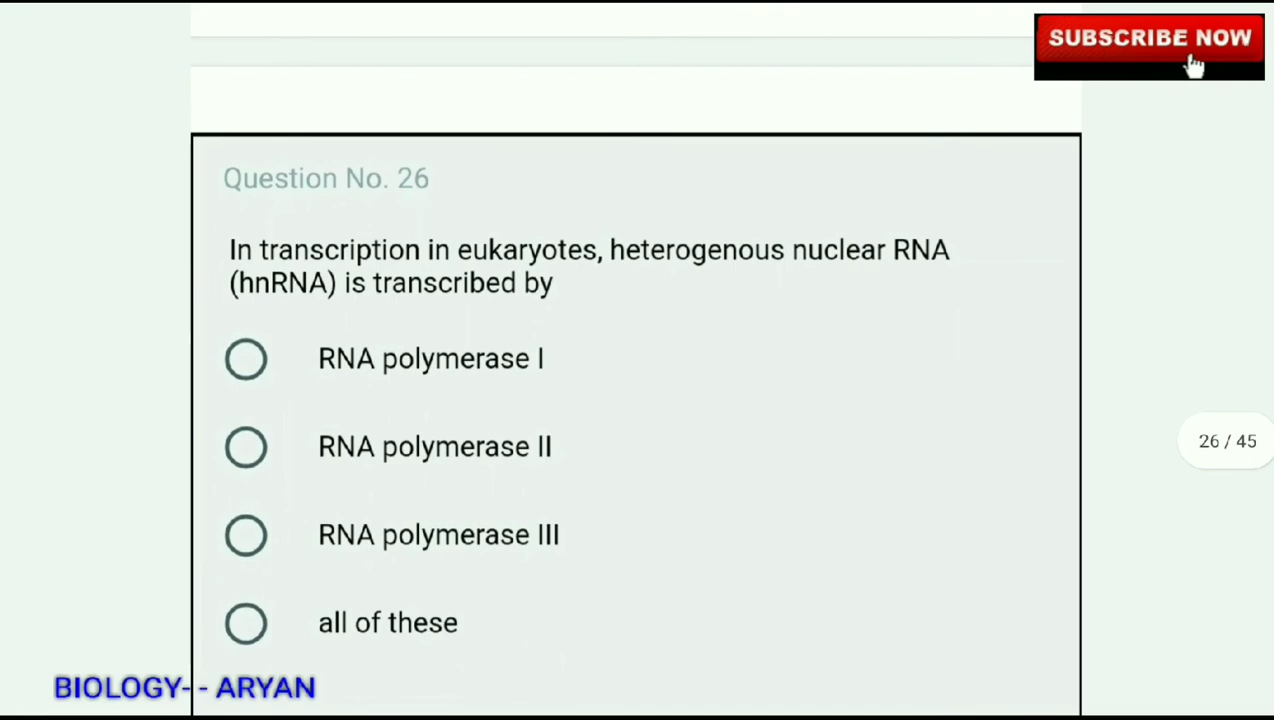 SUBSCRIBE NOW
Question No. 26
In transcription in eukaryotes, heterogenous nuclear RNA
(hnRNA) is transcribed by
RNA polymerase I
RNA polymerase II
RNA polymerase III
all of these
26 / 45
BIOLOGY- - ARYAN